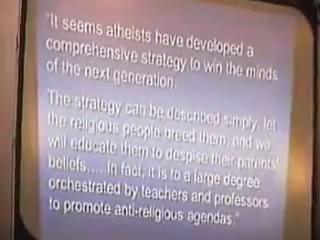 "It seems atheists have developed a
comprehensive strategy to win the minds
of the next generation.
The strategy can be described simply: let
the religious people breed them, and we
will educate them to despise their parents'
beliefs.... In fact, it is to a large degree
orchestrated by teachers and professors
to promote anti-religious agendas."